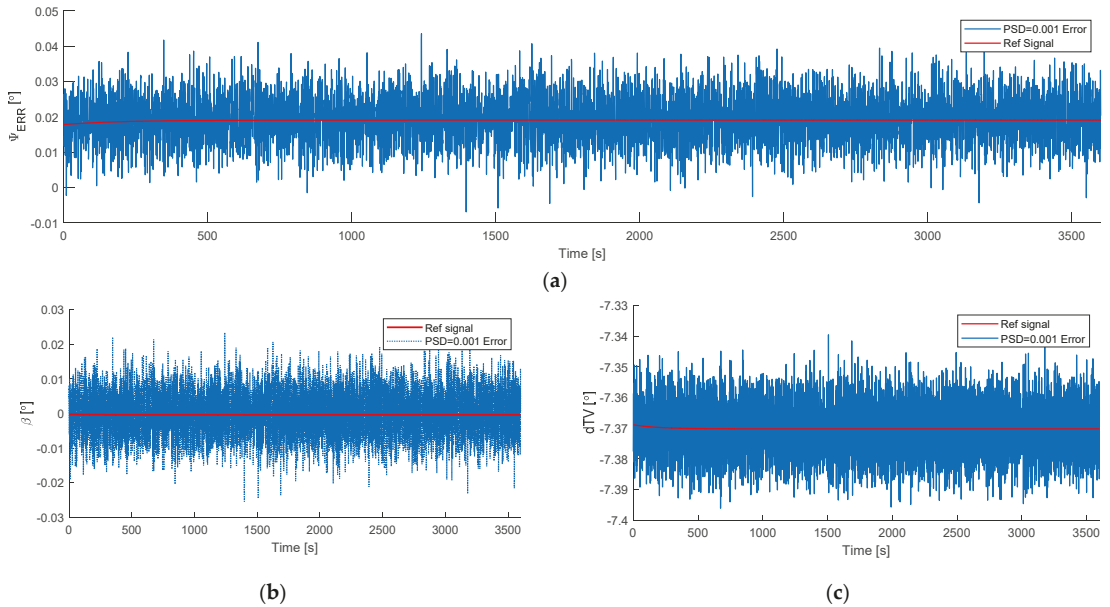 0.05
0.04
0.03
0.02
0.01
0
-0.01
Ψ_ERR [°]
PSD=0.001 Error
Ref Signal
0 500 1000 1500 2000 2500 3000 3500
Time [s]
(a)
0.03
0.02
0.01
0
-0.01
-0.02
-0.03
β [°]
Ref signal
PSD=0.001 Error
0 500 1000 1500 2000 2500 3000 3500
Time [s]
(b)
-7.33
-7.34
-7.35
-7.36
-7.37
-7.38
-7.39
-7.4
dTV [°]
Ref signal
PSD=0.001 Error
0 500 1000 1500 2000 2500 3000 3500
Time [s]
(c)